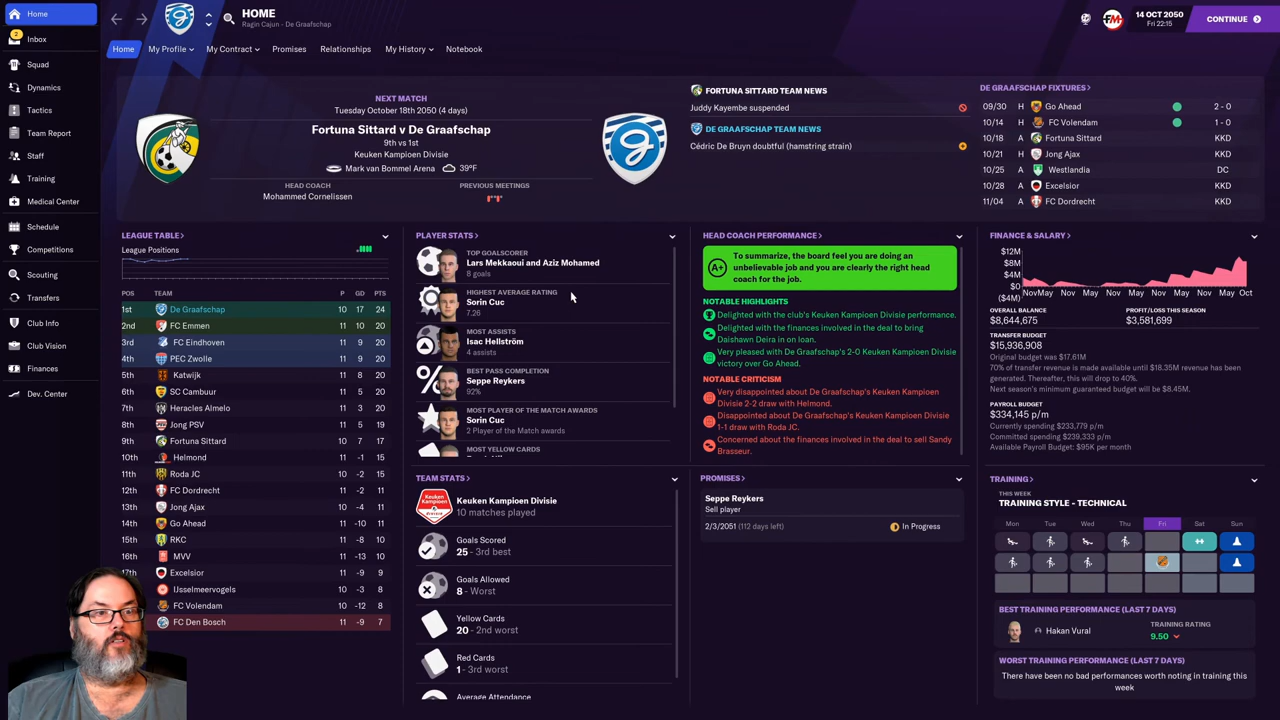 Home
HOME
Ragin Cajun - De Graafschap
14 OCT 2050
Fri 22:15
CONTINUE
FM
2
Inbox
Squad
Dynamics
Tactics
Team Report
Staff
Training
Medical Center
Schedule
Competitions
Scouting
Transfers
Club Info
Club Vision
Finances
Dev. Center
Home
My Profile
My Contract
Promises
Relationships
My History
Notebook
NEXT MATCH
Tuesday October 18th 2050 (4 days)
Fortuna Sittard v De Graafschap
9th vs 1st
Keuken Kampioen Divisie
Mark van Bommel Arena
39°F
HEAD COACH
Mohammed Cornelissen
PREVIOUS MEETINGS
FORTUNA SITTARD TEAM NEWS
Juddy Kayembe suspended
DE GRAAFSCHAP TEAM NEWS
Cédric De Bruyn doubtful (hamstring strain)
DE GRAAFSCHAP FIXTURES >
09/30 H Go Ahead 2 - 0
10/14 H FC Volendam 1 - 0
10/18 A Fortuna Sittard KKD
10/21 H Jong Ajax KKD
10/25 A Westlandia DC
10/28 A Excelsior KKD
11/04 A FC Dordrecht KKD
LEAGUE TABLE >
League Positions
POS TEAM P GD PTS
1st De Graafschap 10 17 24
2nd FC Emmen 11 10 20
3rd FC Eindhoven 11 9 20
4th PEC Zwolle 11 9 20
5th Katwijk 11 8 20
6th SC Cambuur 11 5 20
7th Heracles Almelo 11 3 20
8th Jong PSV 11 5 19
9th Fortuna Sittard 10 7 17
10th Helmond 11 -1 15
11th Roda JC 10 -2 15
12th FC Dordrecht 11 -2 11
13th Jong Ajax 10 -4 11
14th Go Ahead 11 -10 11
15th RKC 11 -8 10
16th MVV 11 -13 10
17th Excelsior 11 -9 9
IJsselmeervogels 10 -3 8
FC Volendam 10 -12 8
FC Den Bosch 11 -9 7
PLAYER STATS >
TOP GOALSCORER
Lars Mekkaoui and Aziz Mohamed
8 goals
HIGHEST AVERAGE RATING
Sorin Cuc
7.26
MOST ASSISTS
Isac Hellström
4 assists
BEST PASS COMPLETION
Seppe Reykers
92%
MOST PLAYER OF THE MATCH AWARDS
Sorin Cuc
2 Player of the Match awards
MOST YELLOW CARDS
TEAM STATS >
Keuken Kampioen Divisie
10 matches played
Goals Scored
25 - 3rd best
Goals Allowed
8 - Worst
Yellow Cards
20 - 2nd worst
Red Cards
1 - 3rd worst
Average Attendance
HEAD COACH PERFORMANCE >
A+
To summarize, the board feel you are doing an
unbelievable job and you are clearly the right head
coach for the job.
NOTABLE HIGHLIGHTS
Delighted with the club's Keuken Kampioen Divisie performance.
Delighted with the finances involved in the deal to bring
Daishawn Deira in on loan.
Very pleased with De Graafschap's 2-0 Keuken Kampioen Divisie
victory over Go Ahead.
NOTABLE CRITICISM
Very disappointed about De Graafschap's Keuken Kampioen
Divisie 2-2 draw with Helmond.
Disappointed about De Graafschap's Keuken Kampioen Divisie
1-1 draw with Roda JC.
Concerned about the finances involved in the deal to sell Sandy
Brasseur.
PROMISES >
Seppe Reykers
Sell player
2/3/2051 (112 days left)
In Progress
FINANCE & SALARY >
$12M
$8M
$4M
$0
($4M)
NovMay Nov May Nov May Nov May Oct
OVERALL BALANCE
$8,644,675
PROFIT/LOSS THIS SEASON
$3,581,699
TRANSFER BUDGET
$15,936,908
Original budget was $17.61M
70% of transfer revenue is made available until $18.35M revenue has been
generated. Thereafter, this will drop to 40%.
Next season's minimum guaranteed budget will be $8.45M.
PAYROLL BUDGET
$334,145 p/m
Currently spending $233,779 p/m
Committed spending $239,333 p/m
Available Payroll Budget: $95K per month
TRAINING >
THIS WEEK
TRAINING STYLE - TECHNICAL
Mon Tue Wed Thu Fri Sat Sun
BEST TRAINING PERFORMANCE (LAST 7 DAYS)
Hakan Vural
TRAINING RATING
9.50
WORST TRAINING PERFORMANCE (LAST 7 DAYS)
There have been no bad performances worth noting in training this
week